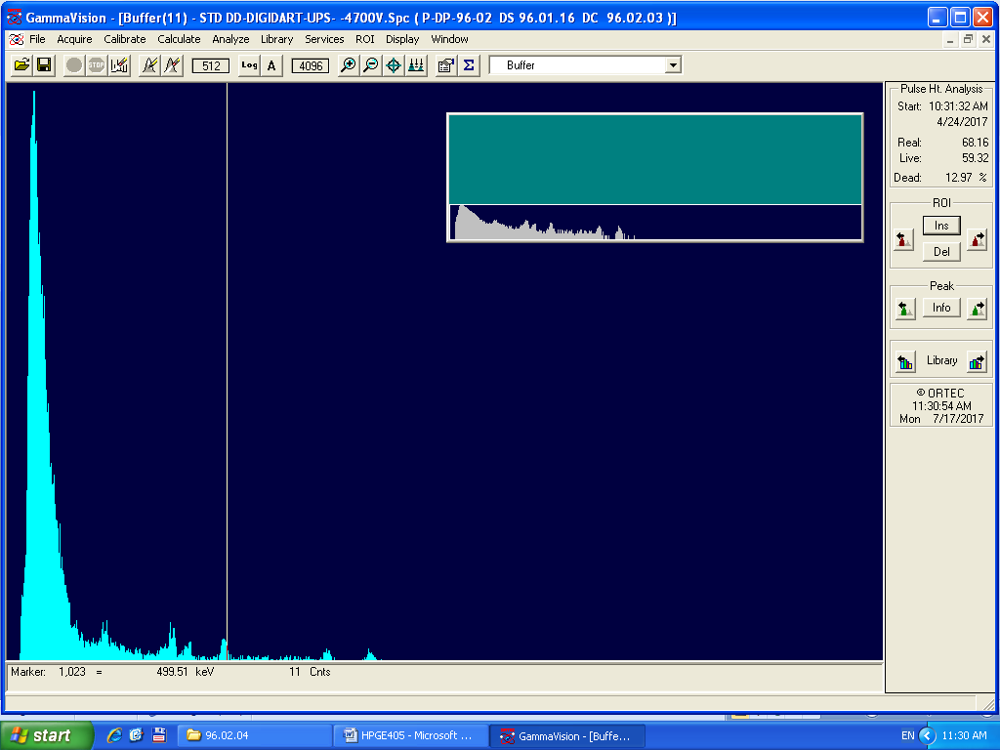 GammaVision - [Buffer(11) - STD DD-DIGIDART-UPS- -4700V.Spc ( P-DP-96-02 DS 96.01.16 DC 96.02.03 )]
File Acquire Calibrate Calculate Analyze Library Services ROI Display Window
STOP 512 Log A 4096 Σ Buffer
Pulse Ht. Analysis
Start: 10:31:32 AM
4/24/2017
Real: 68.16
Live: 59.32
Dead: 12.97 %
ROI
Ins
Del
Peak
Info
Library
© ORTEC
11:30:54 AM
Mon 7/17/2017
Marker: 1,023 = 499.51 keV 11 Cnts
start 96.02.04 HPGE405 - Microsoft ... GammaVision - [Buffe... EN 11:30 AM